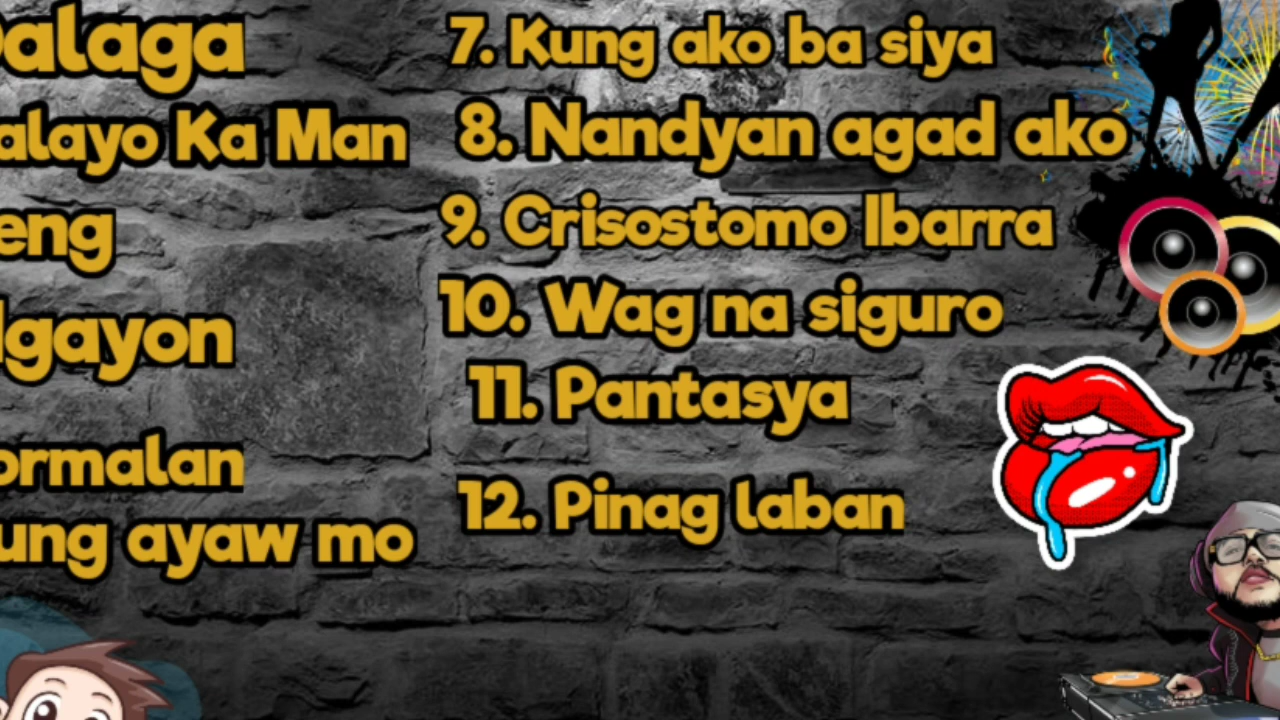 Dalaga
alayo Ka Man
eng
gayon
ormalan
ung ayaw mo
7. Kung ako ba siya
8. Nandyan agad ako
9. Crisostomo Ibarra
10. Wag na siguro
11. Pantasya
12. Pinag laban